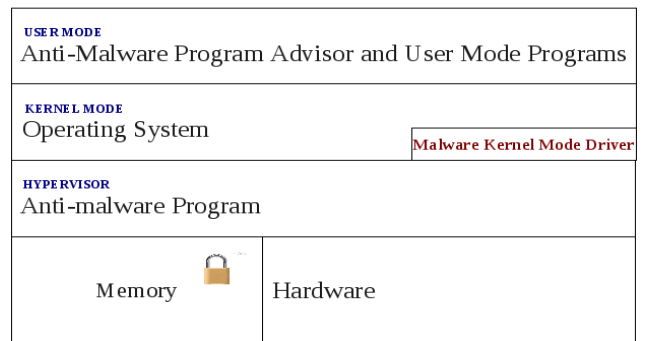 USER MODE
Anti-Malware Program Advisor and User Mode Programs
KERNEL MODE
Operating System
Malware Kernel Mode Driver
HYPERVISOR
Anti-malware Program
Memory
Hardware